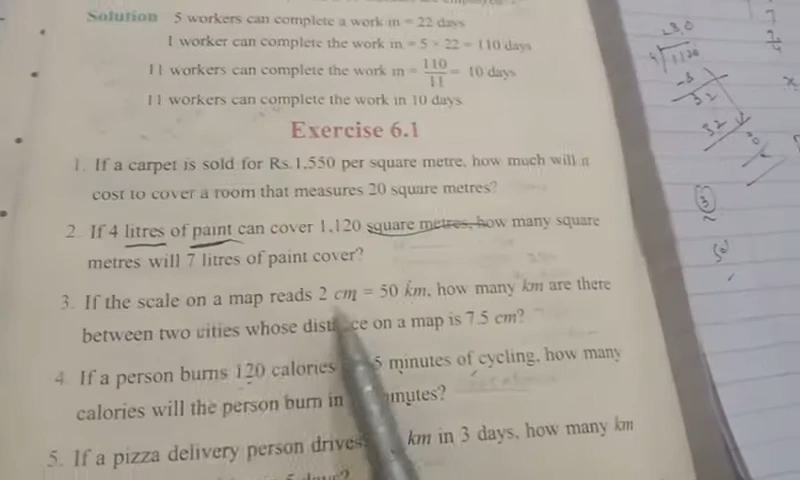 Solution 5 workers can complete a work in = 22 days
1 worker can complete the work in = 5 × 22 = 110 days
11 workers can complete the work in = 110/11 = 10 days
11 workers can complete the work in 10 days
Exercise 6.1
1. If a carpet is sold for Rs.1,550 per square metre, how much will it
cost to cover a room that measures 20 square metres?
2. If 4 litres of paint can cover 1,120 square metres, how many square
metres will 7 litres of paint cover?
3. If the scale on a map reads 2 cm = 50 km, how many km are there
between two cities whose distance on a map is 7.5 cm?
4. If a person burns 120 calories 5 minutes of cycling, how many
calories will the person burn in
5. If a pizza delivery person drives km in 3 days, how many km
4 1120
32
32
3